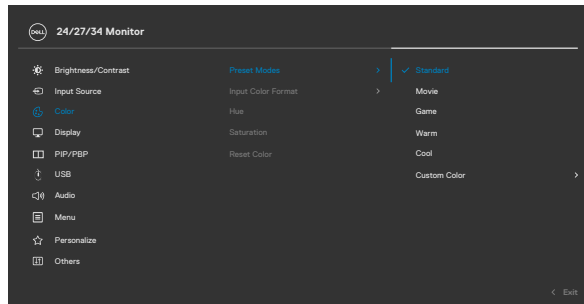 DELL 24/27/34 Monitor
Brightness/Contrast Preset Modes > Standard
Input Source Input Color Format > Movie
Color Hue Game
Display Saturation Warm
PIP/PBP Reset Color Cool
USB Custom Color >
Audio
Menu
Personalize
Others
< Exit